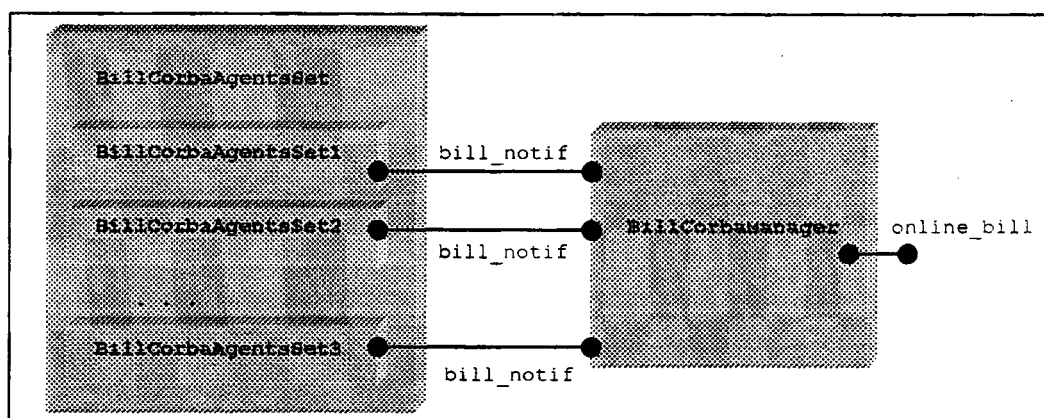 BillCorbaAgentsSet
BillCorbaAgentsSet1
bill_notif
BillCorbaAgentsSet2
bill_notif
BillCorbamanager
online_bill
. . .
BillCorbaAgentsSet3
bill_notif